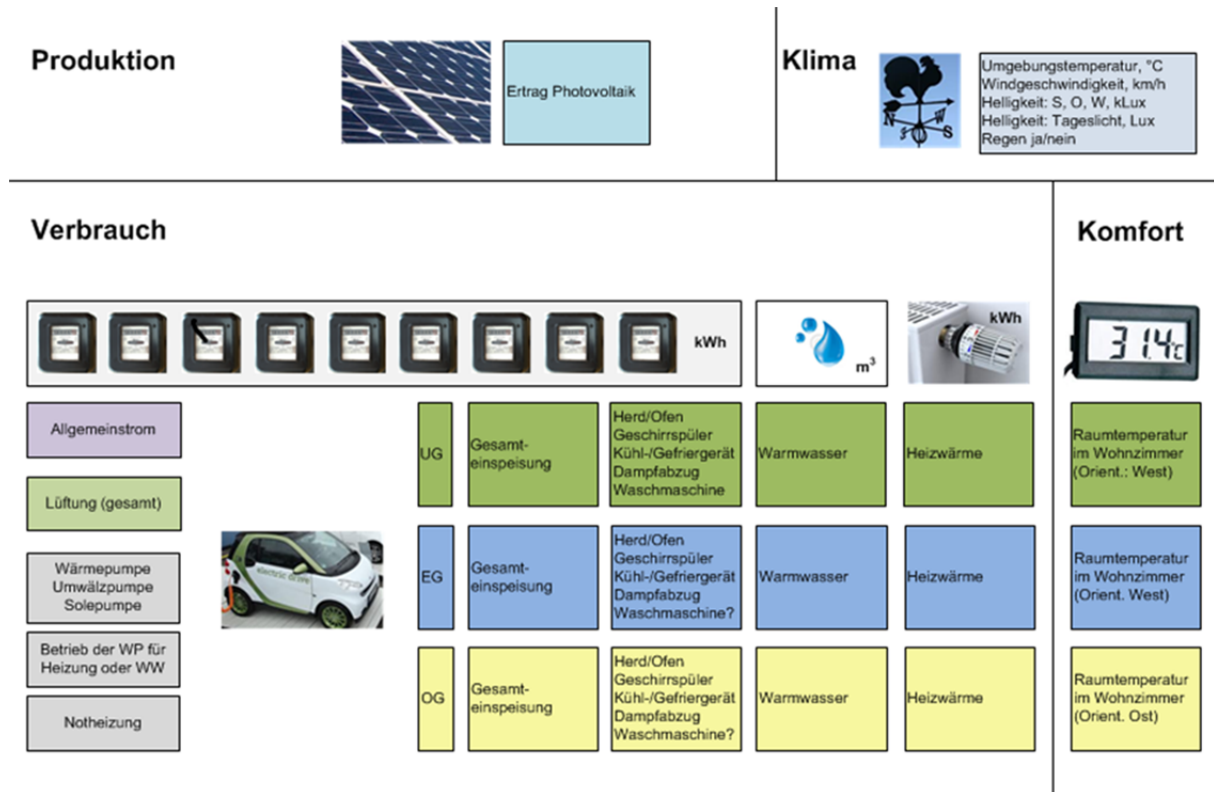 Produktion
Ertrag Photovoltaik
Klima
N
W
S
Umgebungstemperatur, °C
Windgeschwindigkeit, km/h
Helligkeit: S, O, W, kLux
Helligkeit: Tageslicht, Lux
Regen ja/nein
Verbrauch
Komfort
kWh
m³
kWh
31.4°C
Allgemeinstrom
Lüftung (gesamt)
Wärmepumpe
Umwälzpumpe
Solepumpe
Betrieb der WP für
Heizung oder WW
Notheizung
electric drive
UG
Gesamt-
einspeisung
Herd/Ofen
Geschirrspüler
Kühl-/Gefriergerät
Dampfabzug
Waschmaschine
Warmwasser
Heizwärme
Raumtemperatur
im Wohnzimmer
(Orient.: West)
EG
Gesamt-
einspeisung
Herd/Ofen
Geschirrspüler
Kühl-/Gefriergerät
Dampfabzug
Waschmaschine?
Warmwasser
Heizwärme
Raumtemperatur
im Wohnzimmer
(Orient. West)
OG
Gesamt-
einspeisung
Herd/Ofen
Geschirrspüler
Kühl-/Gefriergerät
Dampfabzug
Waschmaschine?
Warmwasser
Heizwärme
Raumtemperatur
im Wohnzimmer
(Orient. Ost)